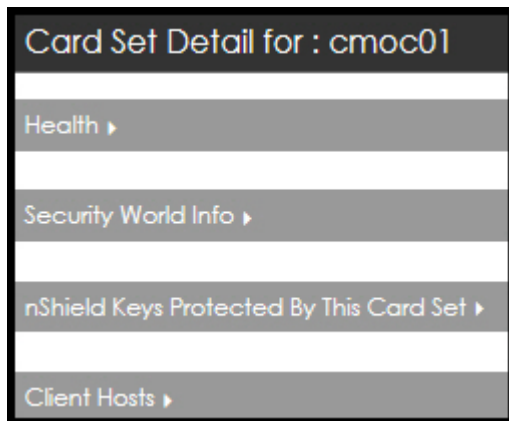 Card Set Detail for : cmoc01
Health
Security World Info
nShield Keys Protected By This Card Set
Client Hosts